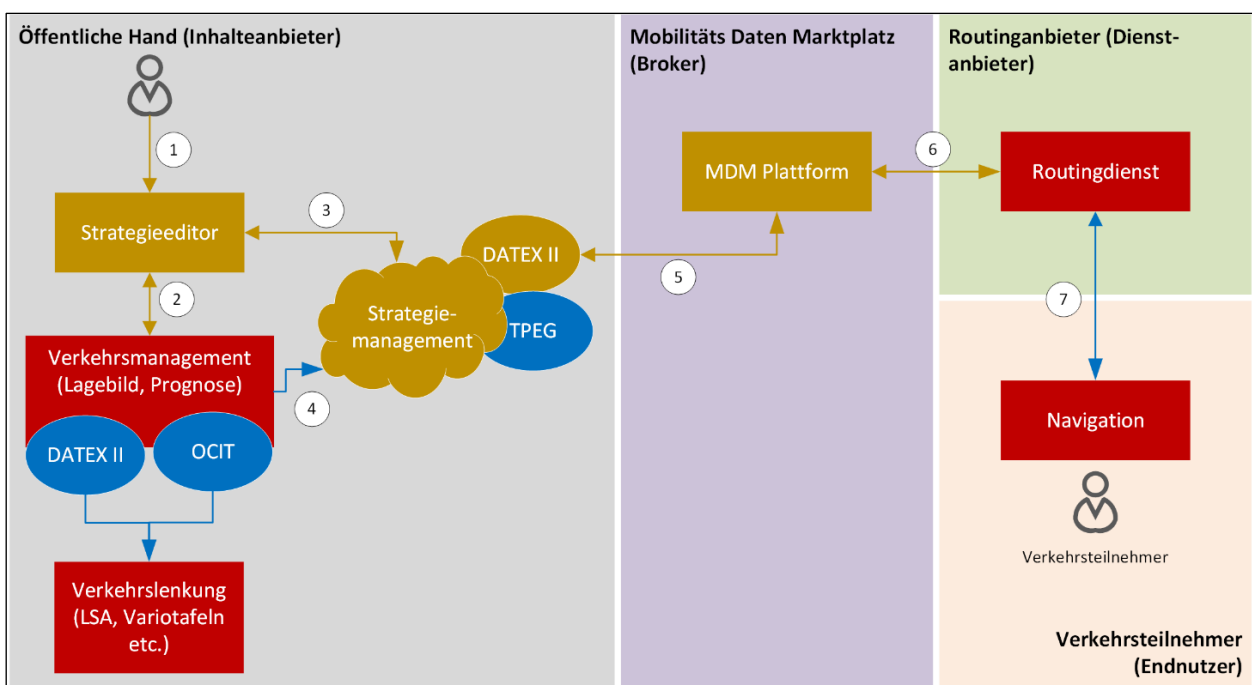 Öffentliche Hand (Inhalteanbieter)
1
Strategieeditor
3
2
Verkehrsmanagement
(Lagebild, Prognose)
4
DATEX II
OCIT
Verkehrslenkung
(LSA, Variotafeln
etc.)
Strategie-
management
DATEX II
TPEG
5
Mobilitäts Daten Marktplatz
(Broker)
MDM Plattform
6
Routinganbieter (Dienst-
anbieter)
Routingdienst
7
Navigation
Verkehrsteilnehmer
Verkehrsteilnehmer
(Endnutzer)